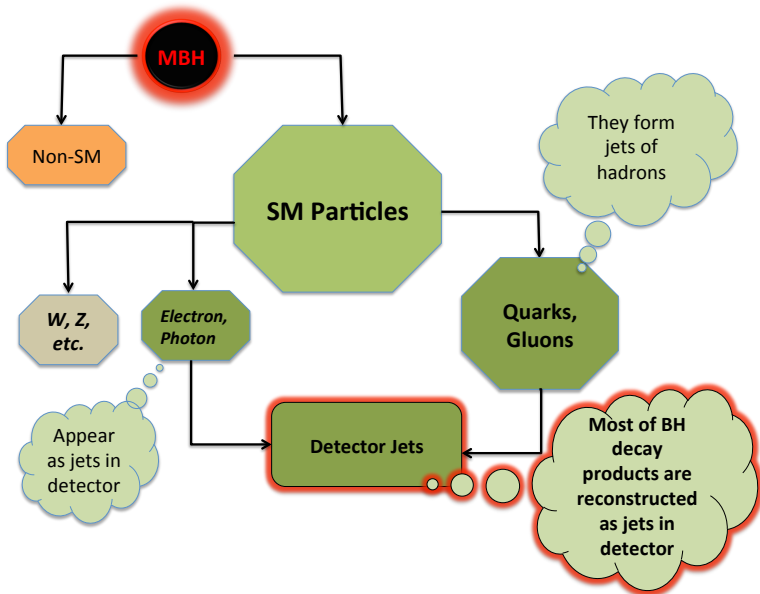 MBH
Non-SM
SM Particles
They form
jets of
hadrons
W, Z,
etc.
Electron,
Photon
Quarks,
Gluons
Appear
as jets in
detector
Detector Jets
Most of BH
decay
products are
reconstructed
as jets in
detector